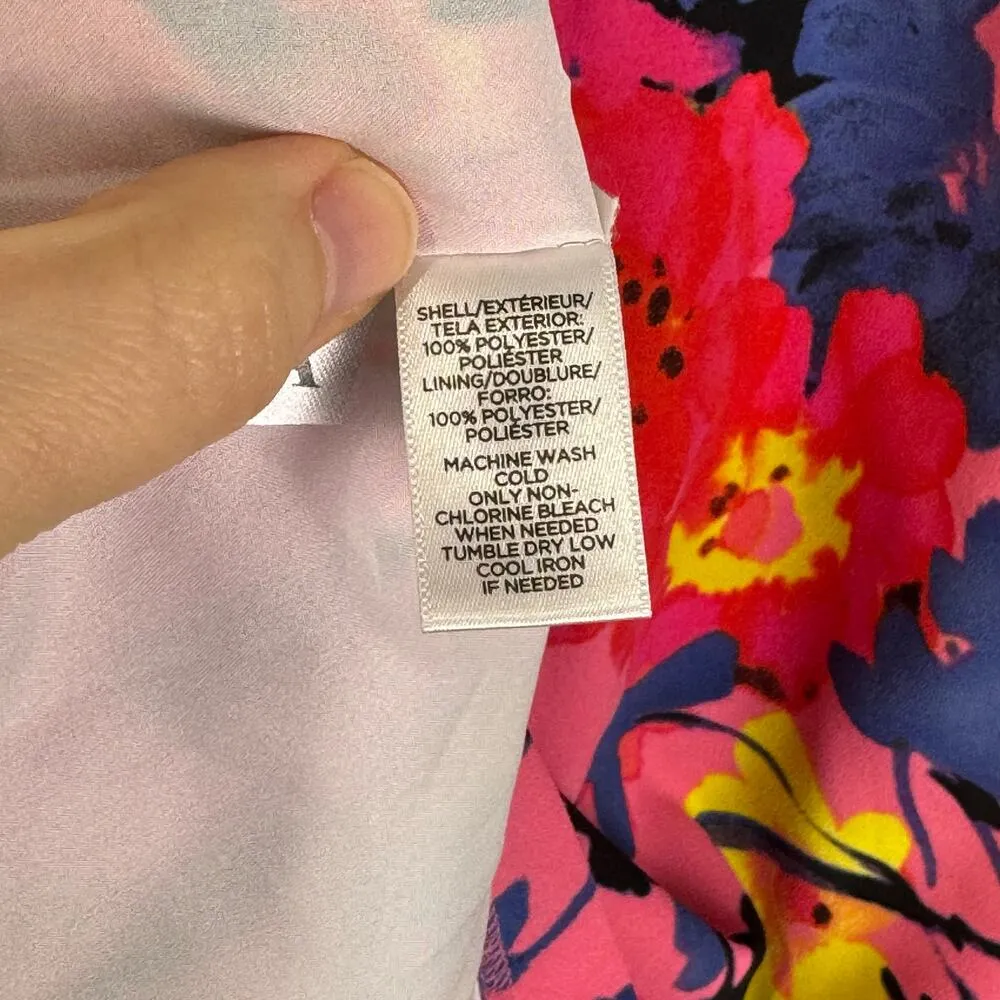 SHELL/EXTÉRIEUR/
TELA EXTERIOR:
100% POLYESTER/
POLIÉSTER
LINING/DOUBLURE/
FORRO:
100% POLYESTER/
POLIÉSTER
MACHINE WASH
COLD
ONLY NON-
CHLORINE BLEACH
WHEN NEEDED
TUMBLE DRY LOW
COOL IRON
IF NEEDED